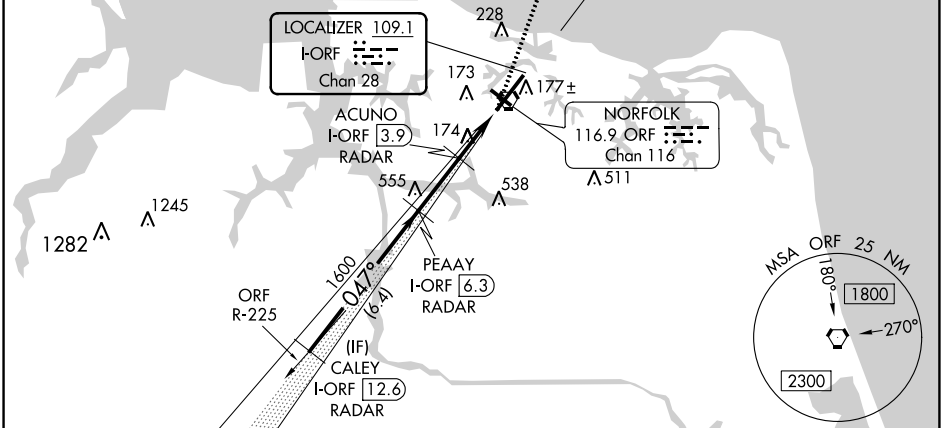 LOCALIZER 109.1
I-ORF
Chan 28
228
173
177±
NORFOLK
116.9 ORF
Chan 116
ACUNO
I-ORF 3.9
RADAR
174
555
538
511
1245
1282
PEAAY
I-ORF 6.3
RADAR
1600
047°
(6.4)
ORF
R-225
(IF)
CALEY
I-ORF 12.6
RADAR
MSA ORF 25 NM
180°
1800
270°
2300